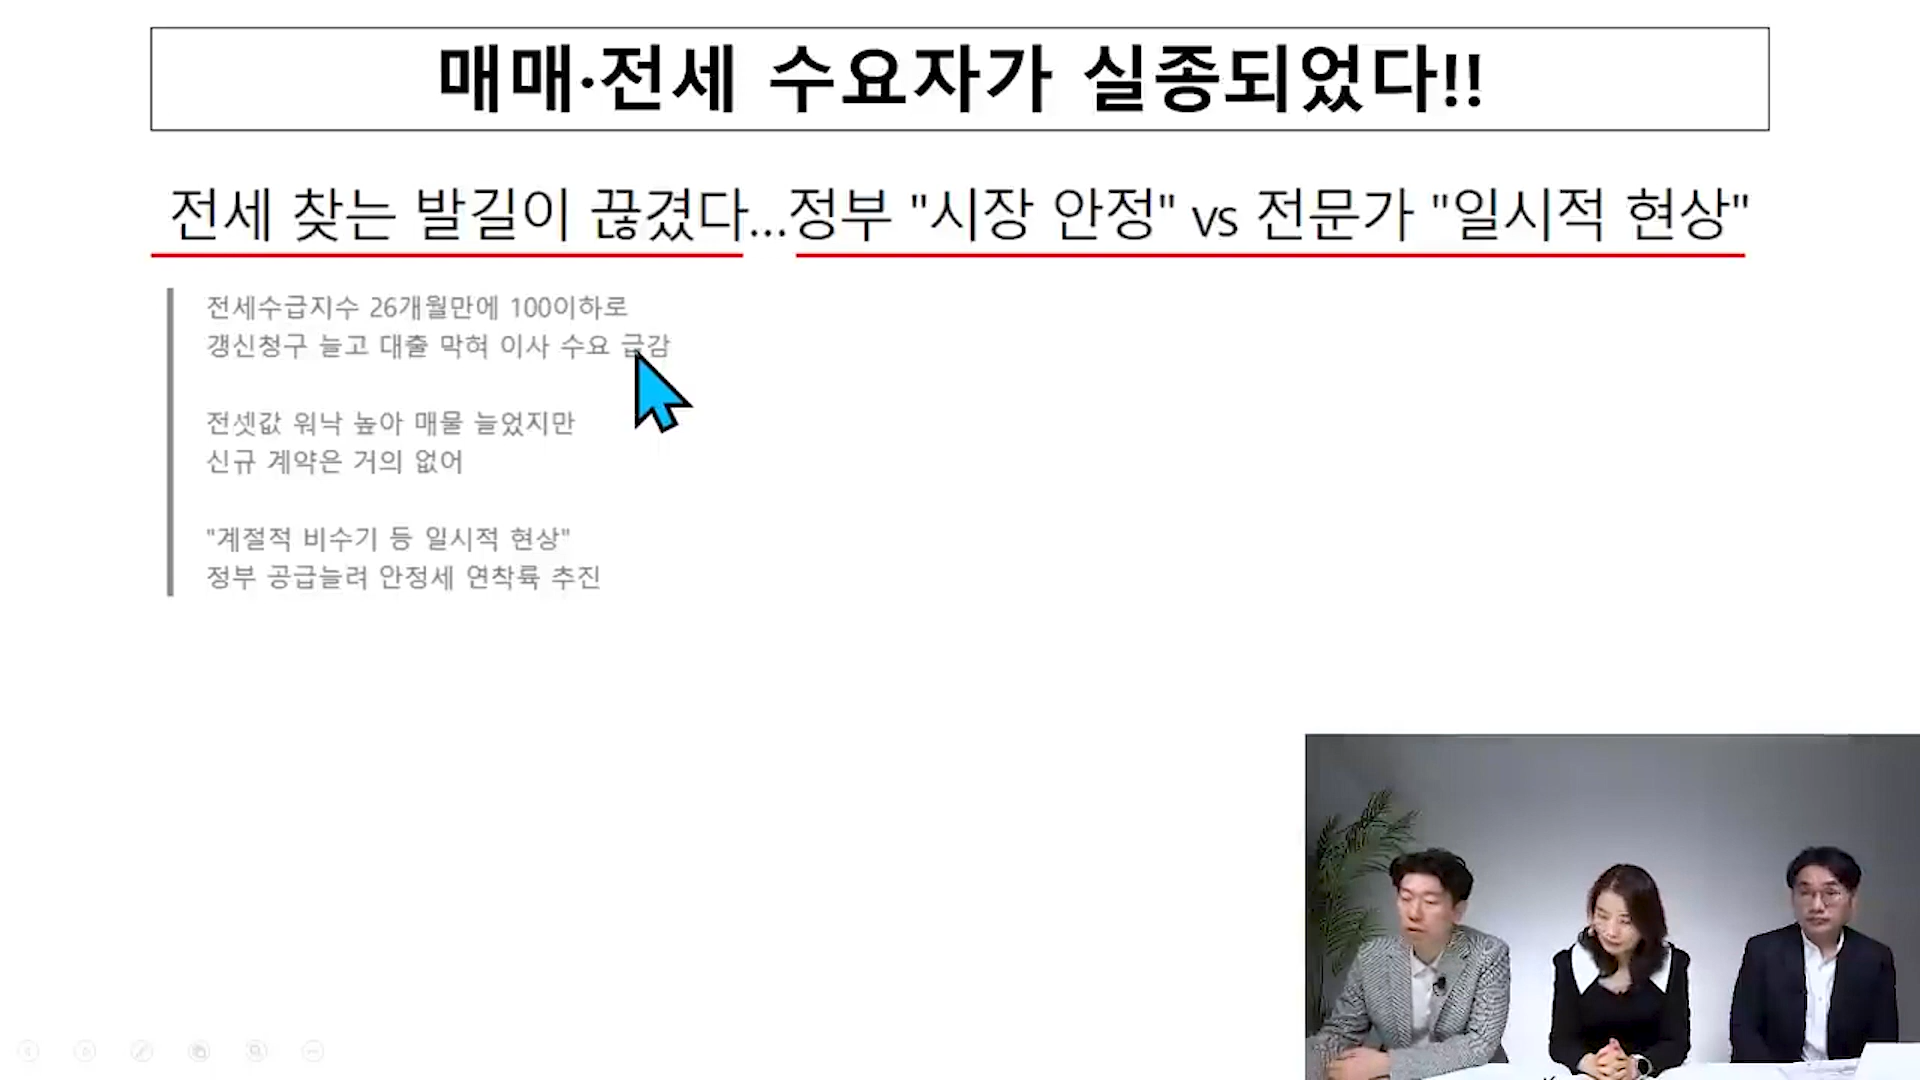 매매·전세 수요자가 실종되었다!!
전세 찾는 발길이 끊겼다...정부 "시장 안정" vs 전문가 "일시적 현상"
전세수급지수 26개월만에 100이하로
갱신청구 늘고 대출 막혀 이사 수요 급감
전셋값 워낙 높아 매물 늘었지만
신규 계약은 거의 없어
"계절적 비수기 등 일시적 현상"
정부 공급늘려 안정세 연착륙 추진